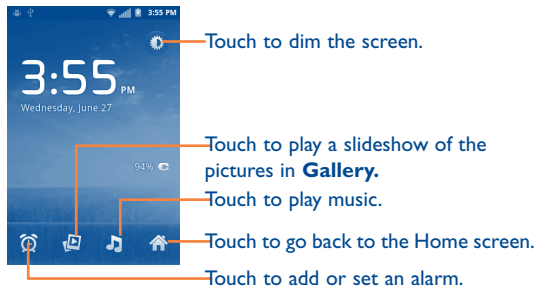 3:55 PM
Touch to dim the screen.
3:55 PM
Wednesday, June 27
Touch to play a slideshow of the
pictures in Gallery.
94%
Touch to play music.
Touch to go back to the Home screen.
Touch to add or set an alarm.